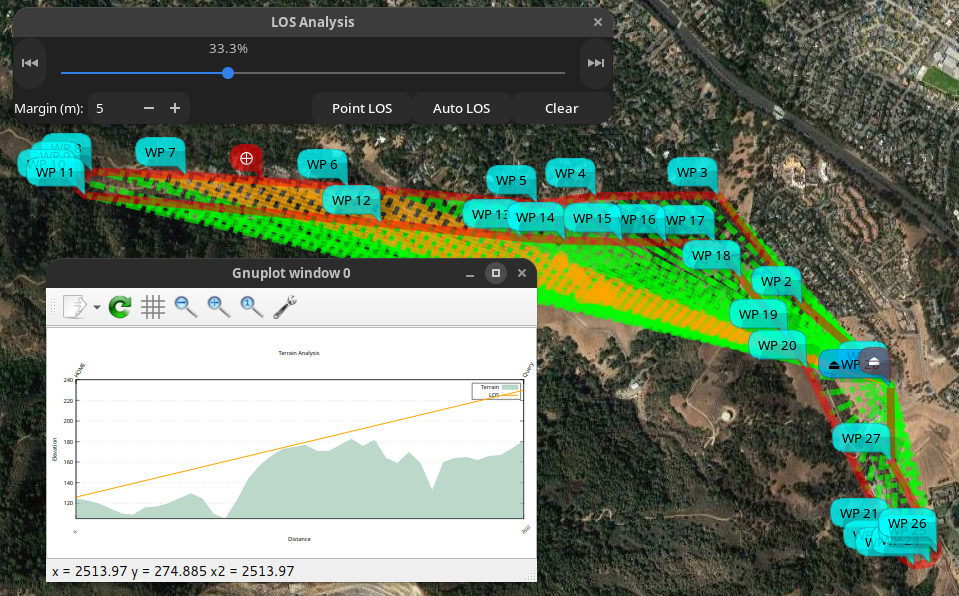 LOS Analysis
33.3%
Margin (m): 5
Point LOS
Auto LOS
Clear
WP 7
WP 11
WP 6
WP 12
WP 5
WP 4
WP 3
WP 13
WP 14
WP 15
WP 16
WP 17
WP 18
WP 2
WP 19
WP 20
WP
WP 27
WP 21
WP 26
Gnuplot window 0
Terrain Analysis
HOME
Query
Terrain
LOS
240
220
200
180
160
140
120
Elevation
0
Distance
x = 2513.97 y = 274.885 x2 = 2513.97